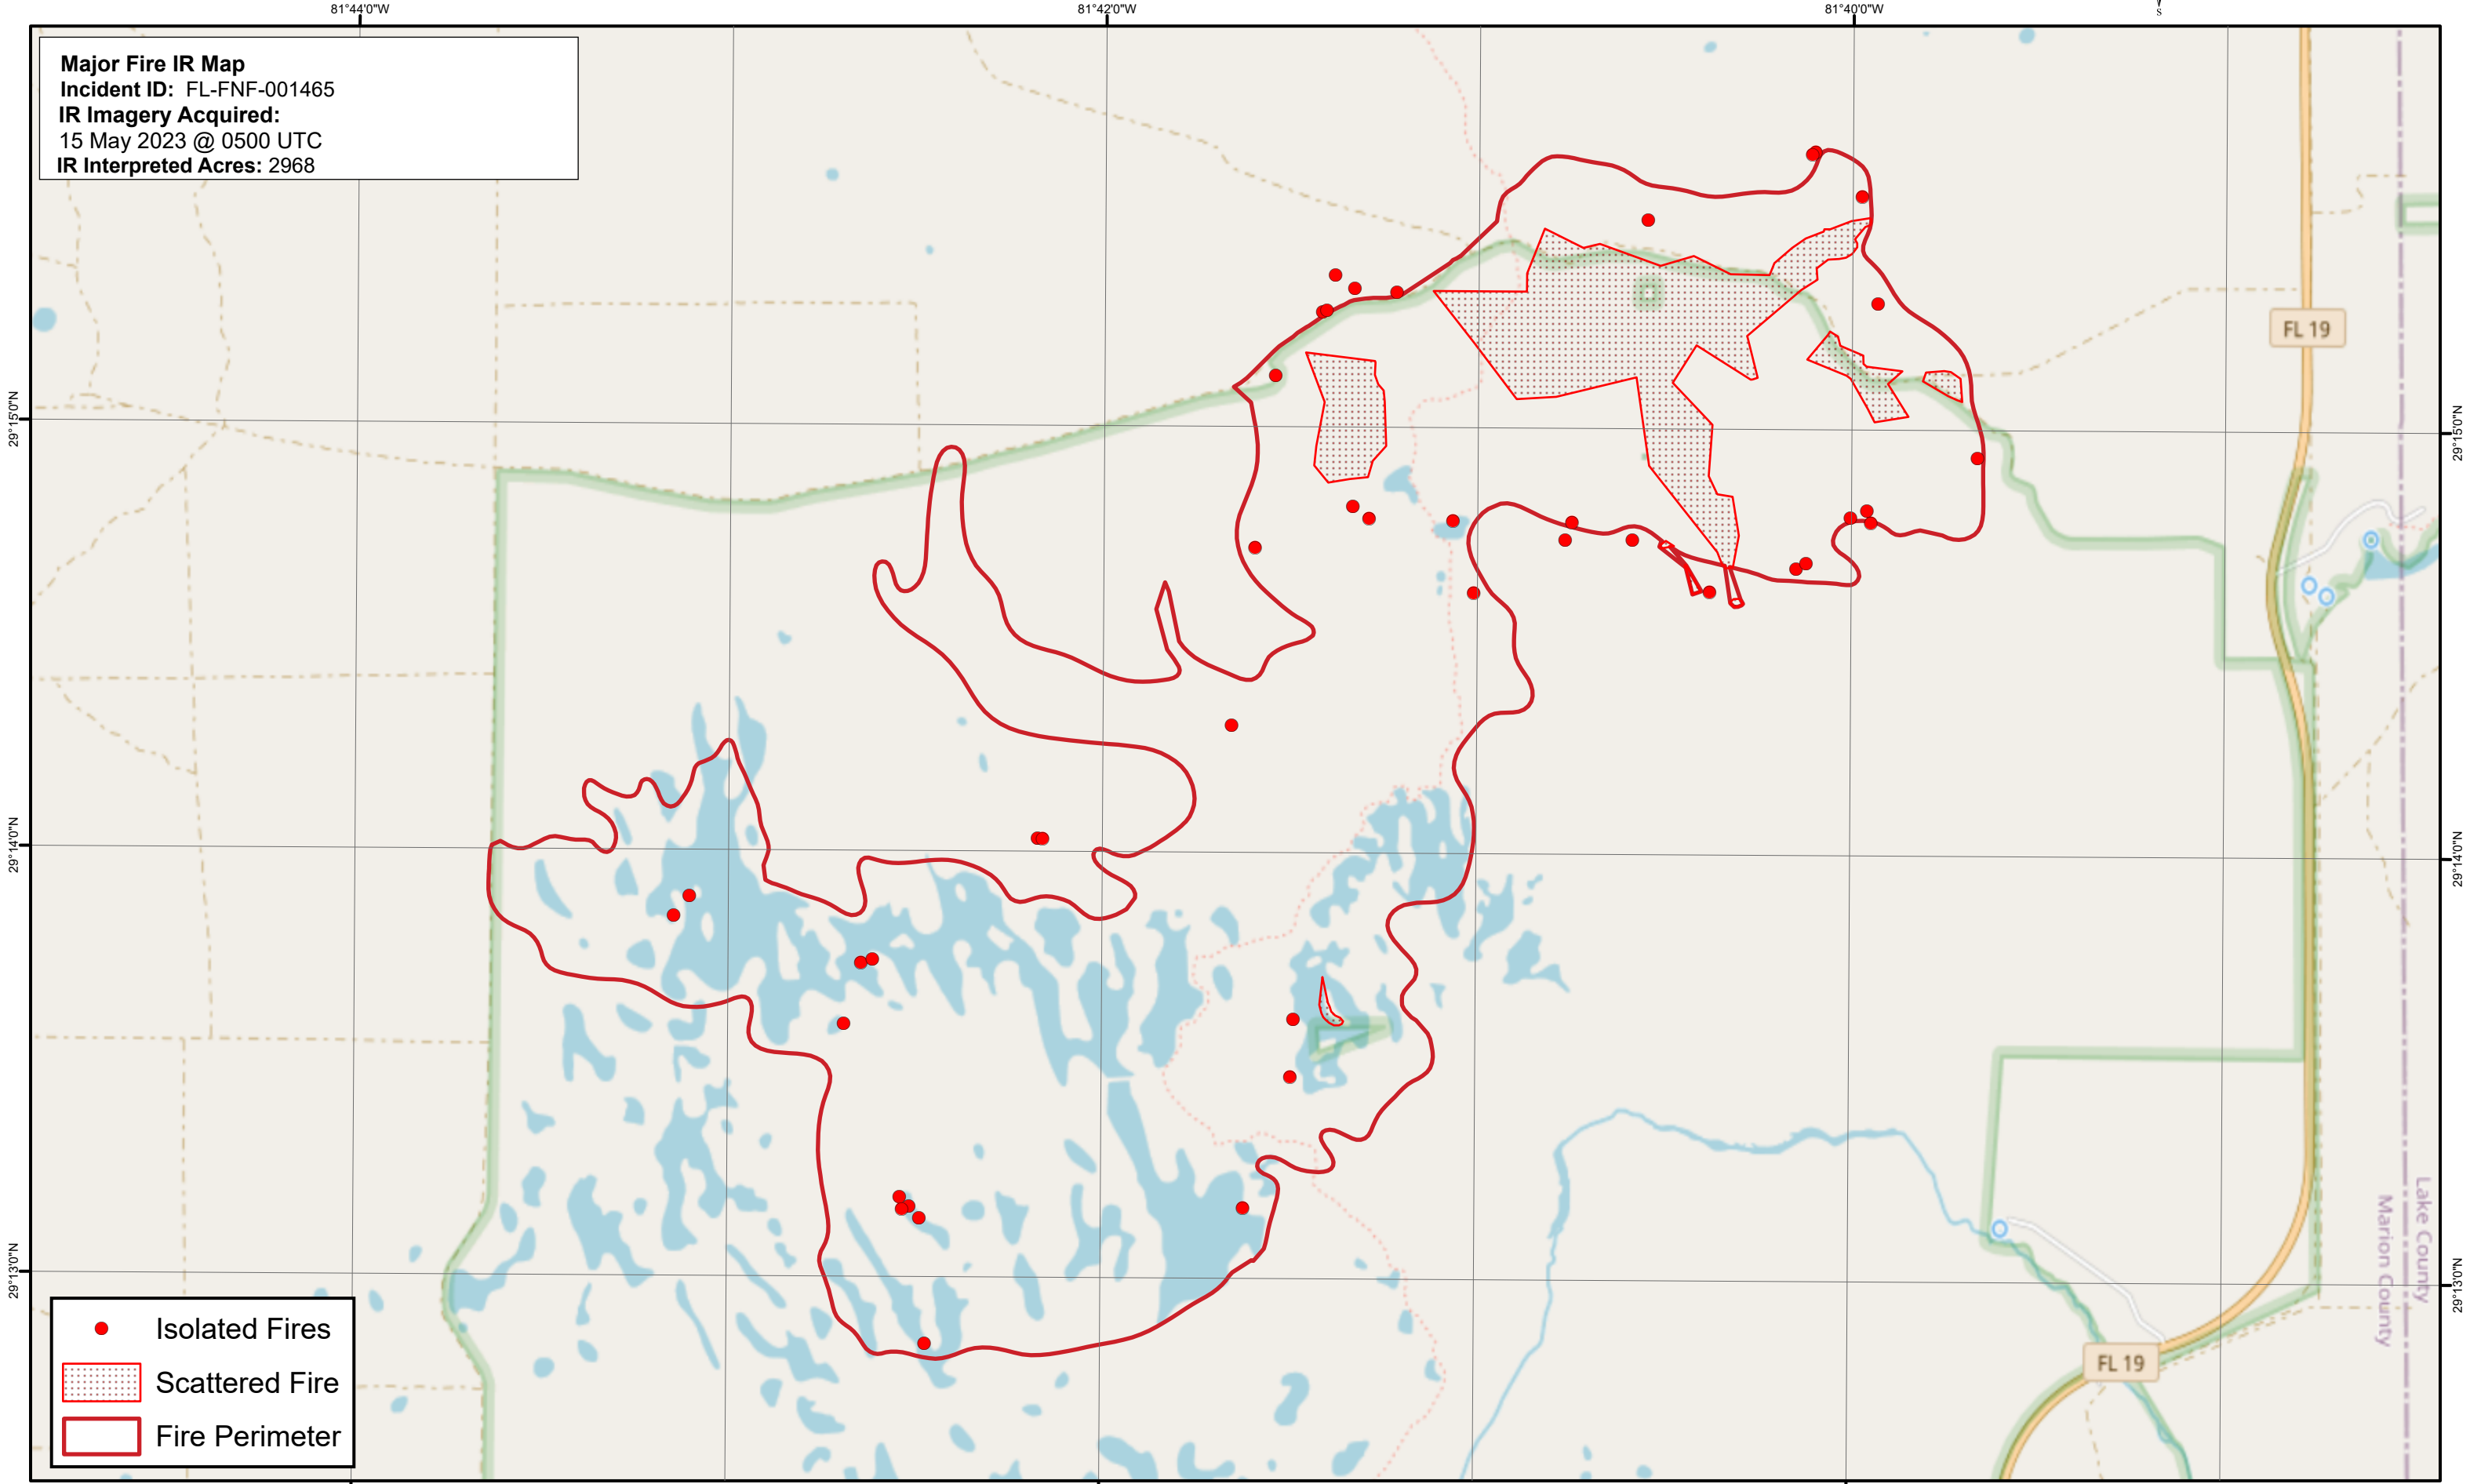 81°44'0"W
81°42'0"W
81°40'0"W
S
Major Fire IR Map
Incident ID: FL-FNF-001465
IR Imagery Acquired:
15 May 2023 @ 0500 UTC
IR Interpreted Acres: 2968
FL 19
29°15'0"N
29°15'0"N
29°14'0"N
29°14'0"N
Lake County
Marion County
29°13'0"N
29°13'0"N
FL 19
Isolated Fires
Scattered Fire
Fire Perimeter